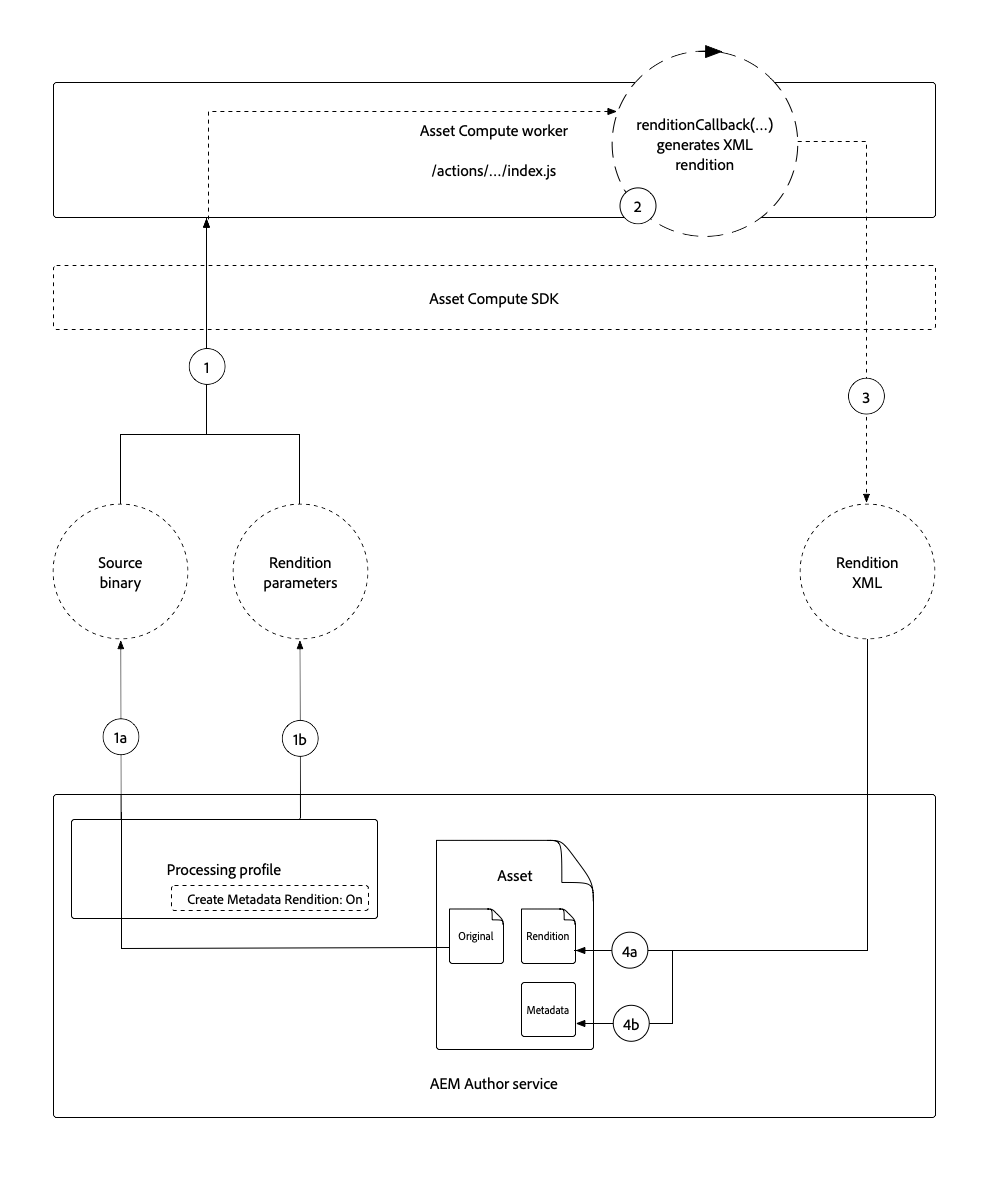 renditionCallback(...)
generates XML
rendition
Asset Compute worker
/actions/.../index.js
2
Asset Compute SDK
1
3
Source
binary
Rendition
parameters
Rendition
XML
1a
1b
Processing profile
Create Metadata Rendition: On
Asset
Original
Rendition
4a
Metadata
4b
AEM Author service